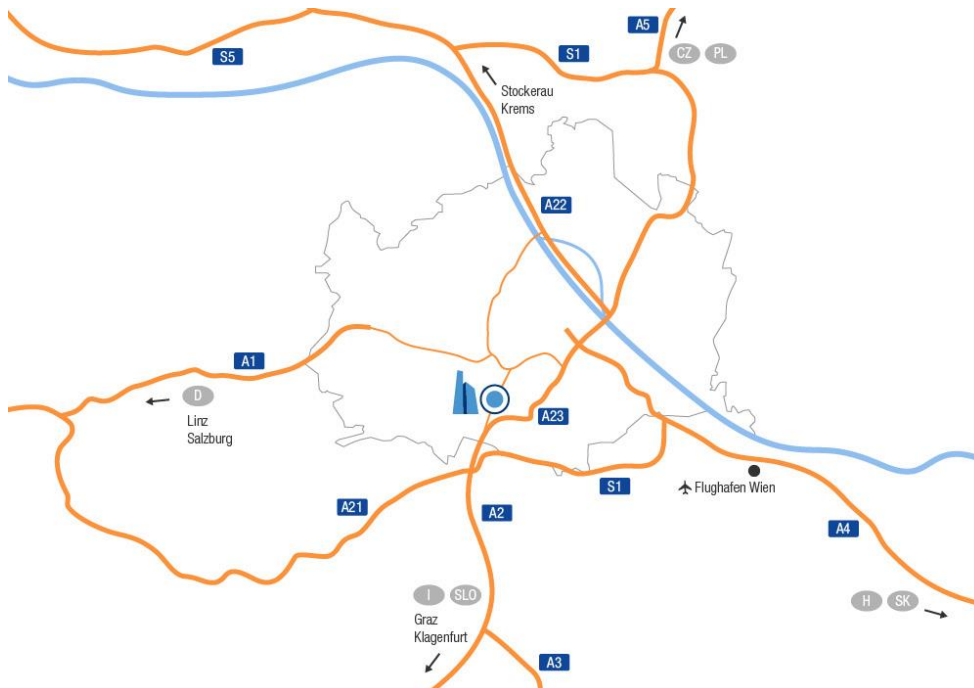 A5
S1
S5
CZ
PL
Stockerau
Krems
A22
A1
D
Linz
Salzburg
A23
Flughafen Wien
S1
A21
A2
A4
I
SLO
H
SK
Graz
Klagenfurt
A3